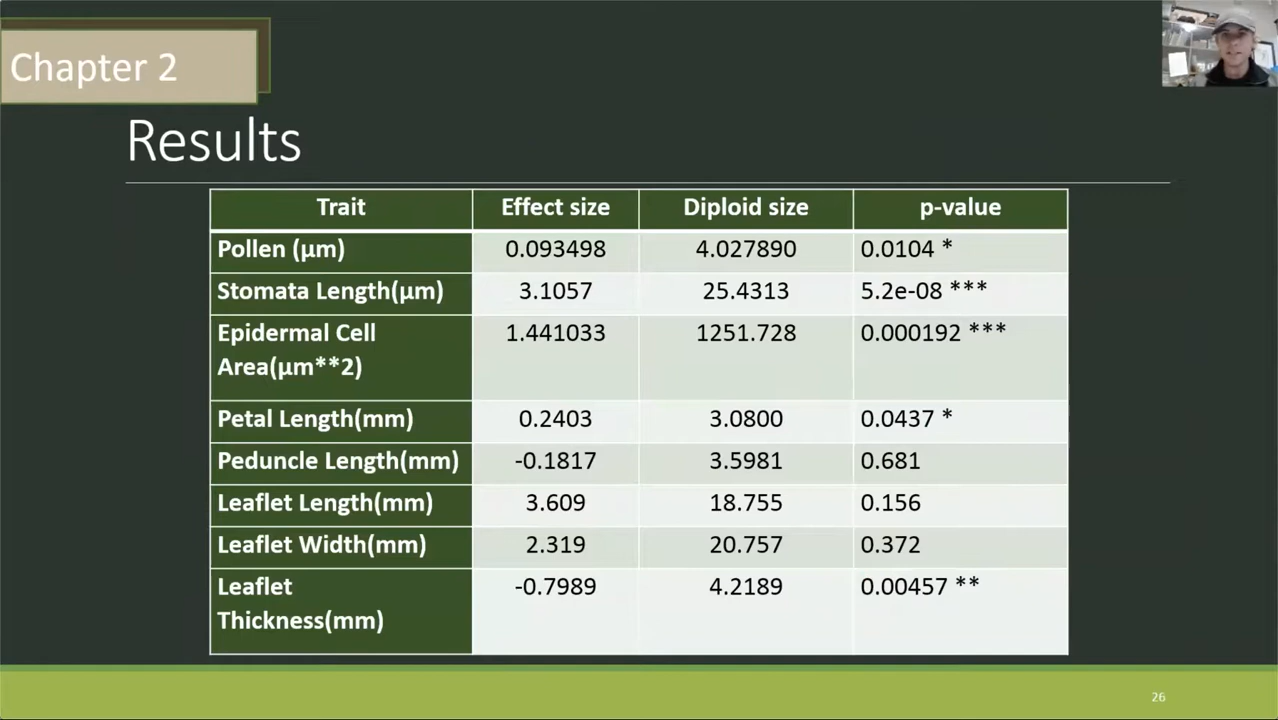 Chapter 2
Results
Trait Effect size Diploid size p-value
Pollen (µm) 0.093498 4.027890 0.0104 *
Stomata Length(µm) 3.1057 25.4313 5.2e-08 ***
Epidermal Cell 1.441033 1251.728 0.000192 ***
Area(µm**2)
Petal Length(mm) 0.2403 3.0800 0.0437 *
Peduncle Length(mm) -0.1817 3.5981 0.681
Leaflet Length(mm) 3.609 18.755 0.156
Leaflet Width(mm) 2.319 20.757 0.372
Leaflet -0.7989 4.2189 0.00457 **
Thickness(mm)
26